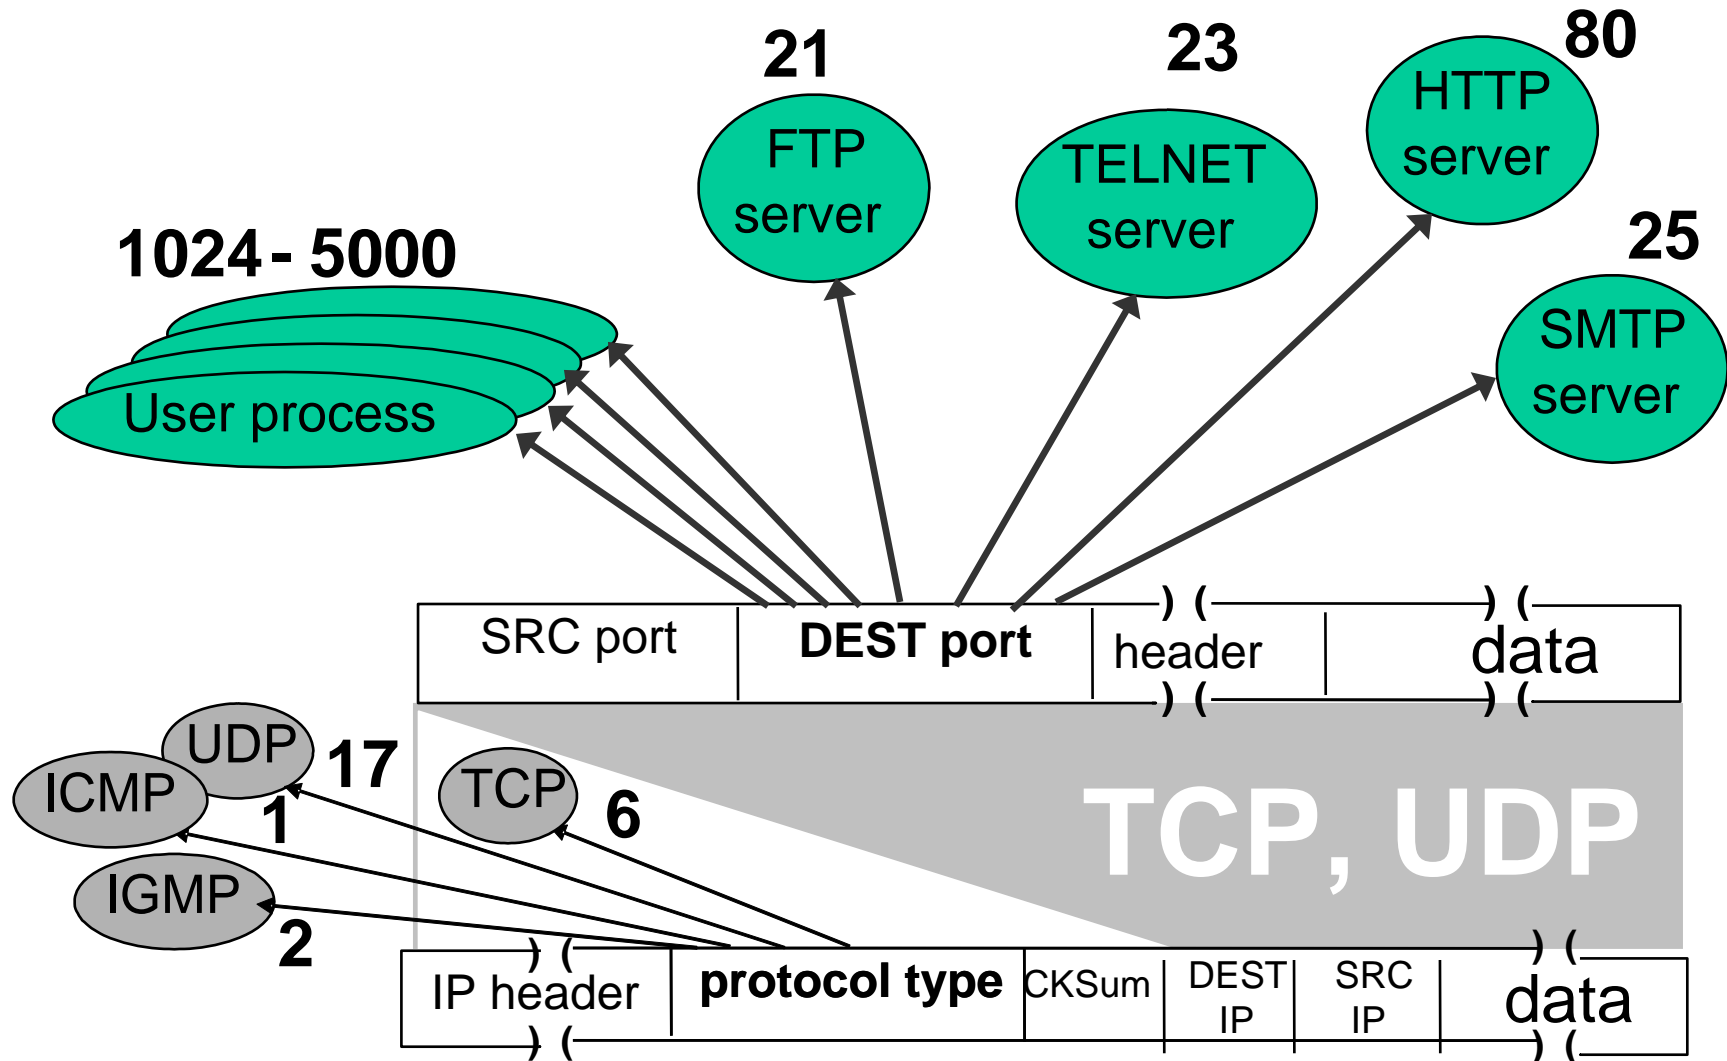 80
21
23
HTTP
server
FTP
server
TELNET
server
25
1024 - 5000
SMTP
server
User process
SRC port
DEST port
header
data
UDP
17
ICMP
1
TCP
6
TCP, UDP
IGMP
2
IP header
protocol type
CKSum
DEST
IP
SRC
IP
data